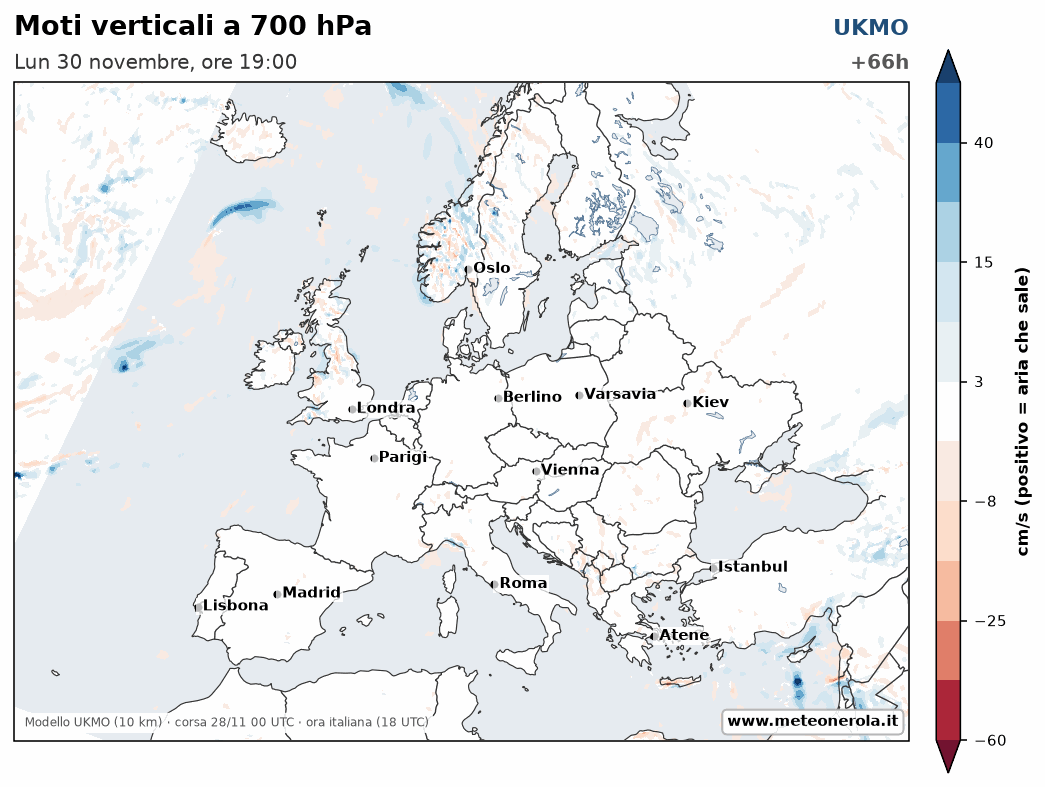 Moti verticali a 700 hPa
UKMO
Lun 30 novembre, ore 19:00
+66h
40
15
3
−8
−25
−60
cm/s (positivo = aria che sale)
Oslo
Londra
Berlino
Varsavia
Kiev
Parigi
Vienna
Istanbul
Roma
Madrid
Lisbona
Atene
Modello UKMO (10 km) · corsa 28/11 00 UTC · ora italiana (18 UTC)
www.meteonerola.it